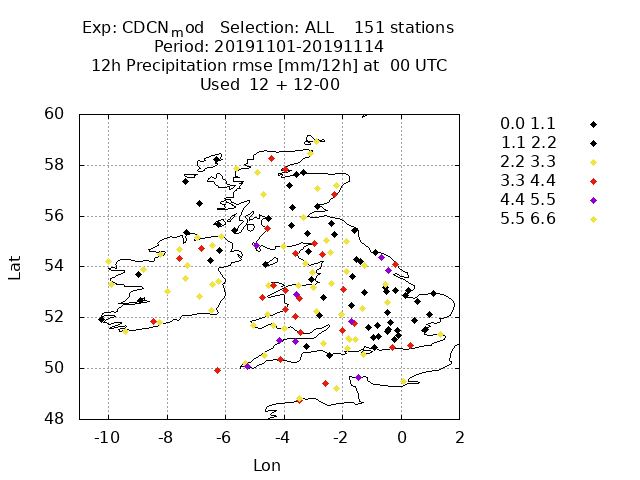 Exp: CDCNmod Selection: ALL 151 stations
Period: 20191101-20191114
12h Precipitation rmse [mm/12h] at 00 UTC
Used 12 + 12-00
60
58
56
54
52
50
48
Lat
-10 -8 -6 -4 -2 0 2
Lon
0.0 1.1
1.1 2.2
2.2 3.3
3.3 4.4
4.4 5.5
5.5 6.6